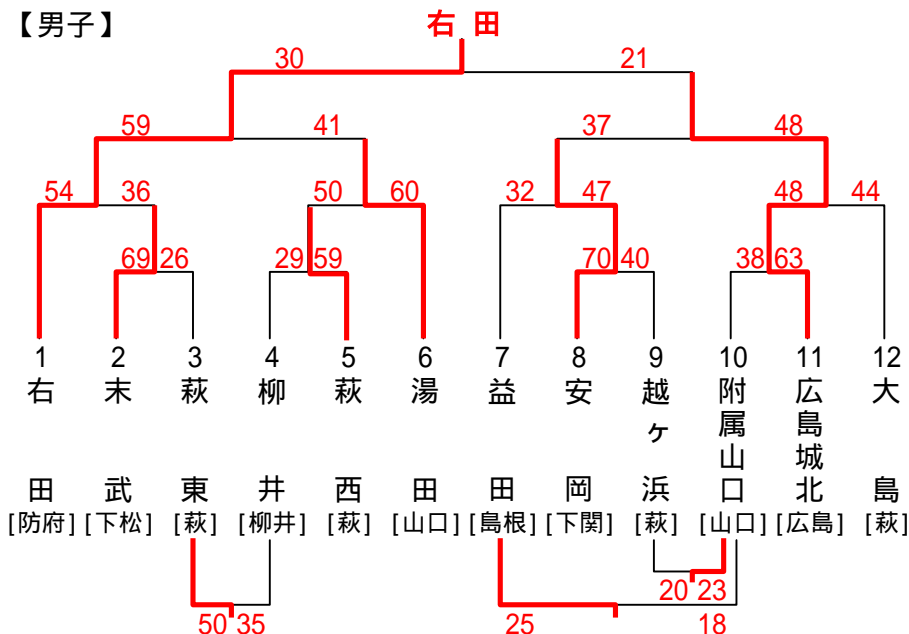 【男子】
右田
30 21
59 41 37 48
54 36 50 60 32 47 48 44
69 26 29 59 70 40 38 63
1 2 3 4 5 6 7 8 9 10 11 12
右田
[防府]
末武
[下松]
萩東
[萩]
柳井
[柳井]
萩西
[萩]
湯田
[山口]
益田
[島根]
安岡
[下関]
越ヶ浜
[萩]
附属山口
[山口]
広島城北
[広島]
大島
[萩]
20 23
50 35 25 18